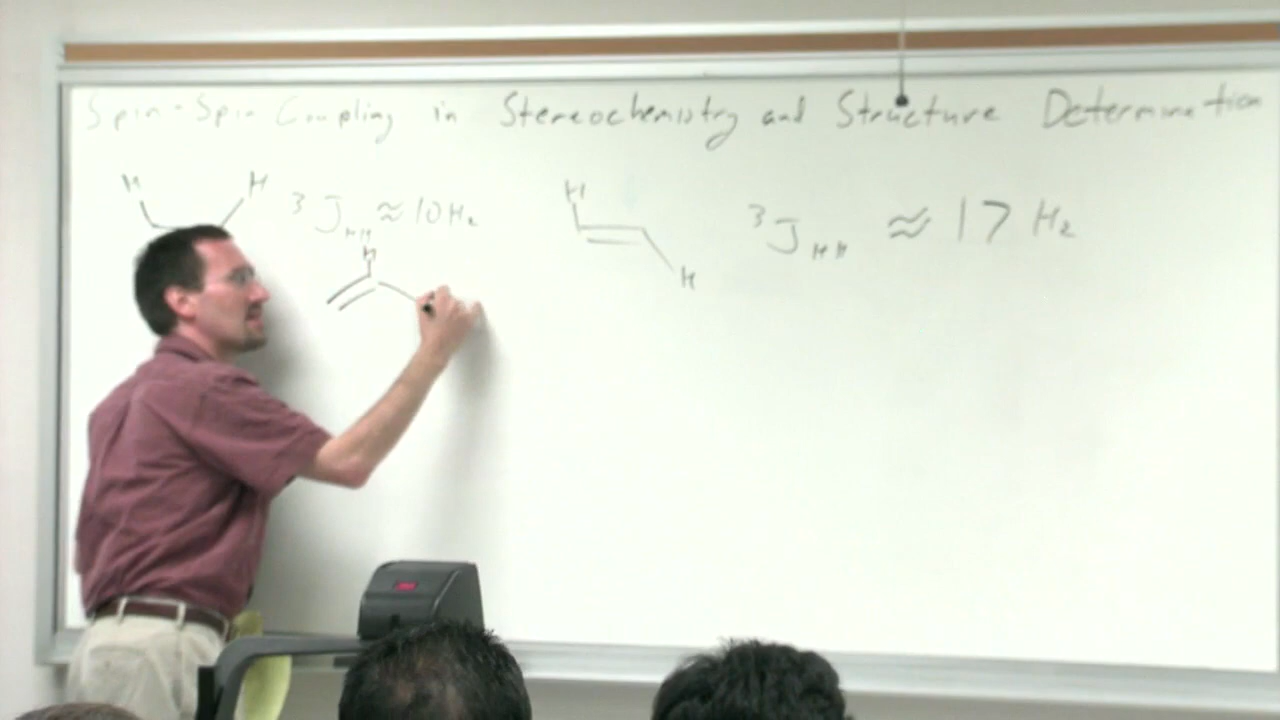 Spin-Spin Coupling in Stereochemistry and Structure Determination
H H ³J_HH ≈ 10 Hz H ³J_HH ≈ 17 Hz
H H